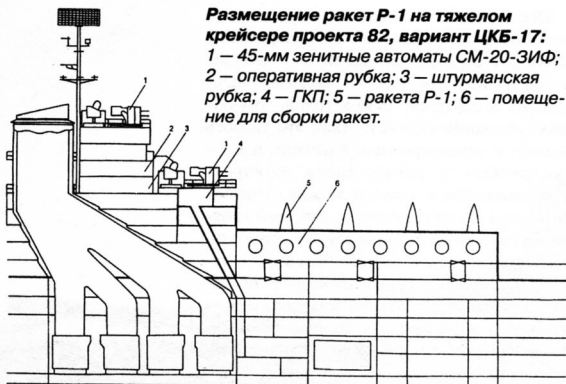 Размещение ракет Р-1 на тяжелом
крейсере проекта 82, вариант ЦКБ-17:
1 — 45-мм зенитные автоматы СМ-20-ЗИФ;
2 — оперативная рубка; 3 — штурманская
рубка; 4 — ГКП; 5 — ракета Р-1; 6 — помеще-
ние для сборки ракет.
1
2
3
1
4
5
6